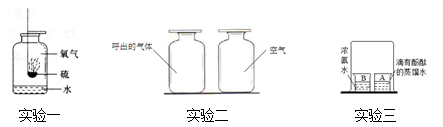 氧气
硫
水
实验一
呼出的气体
空气
实验二
浓氨水
B
A
滴有酚酞的蒸馏水
实验三